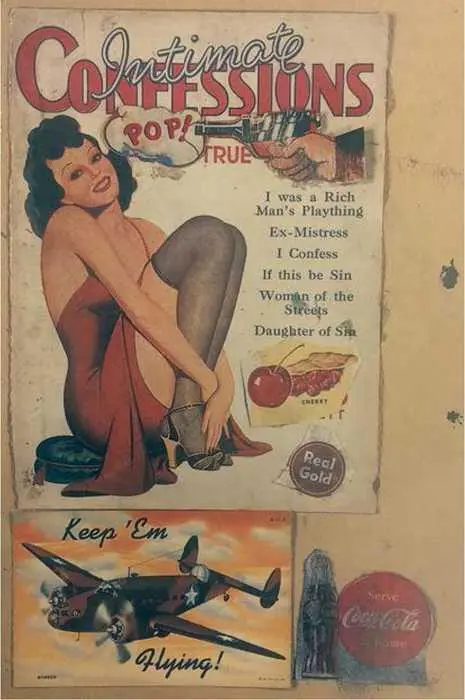 Intimate
CONFESSIONS
POP!
TRUE
I was a Rich
Man's Plaything
Ex-Mistress
I Confess
If this be Sin
Woman of the
Streets
Daughter of Sin
CHERRY
Real
Gold
Keep 'Em
Flying!
BOMBER
Serve
Coca-Cola